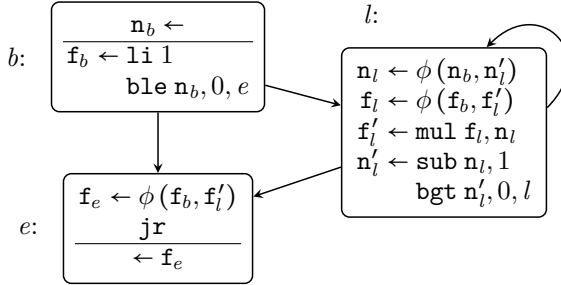 b:
n_b ←
f_b ← li 1
ble n_b, 0, e
l:
n_l ← ϕ (n_b, n′_l)
f_l ← ϕ (f_b, f′_l)
f′_l ← mul f_l, n_l
n′_l ← sub n_l, 1
bgt n′_l, 0, l
e:
f_e ← ϕ (f_b, f′_l)
jr
← f_e